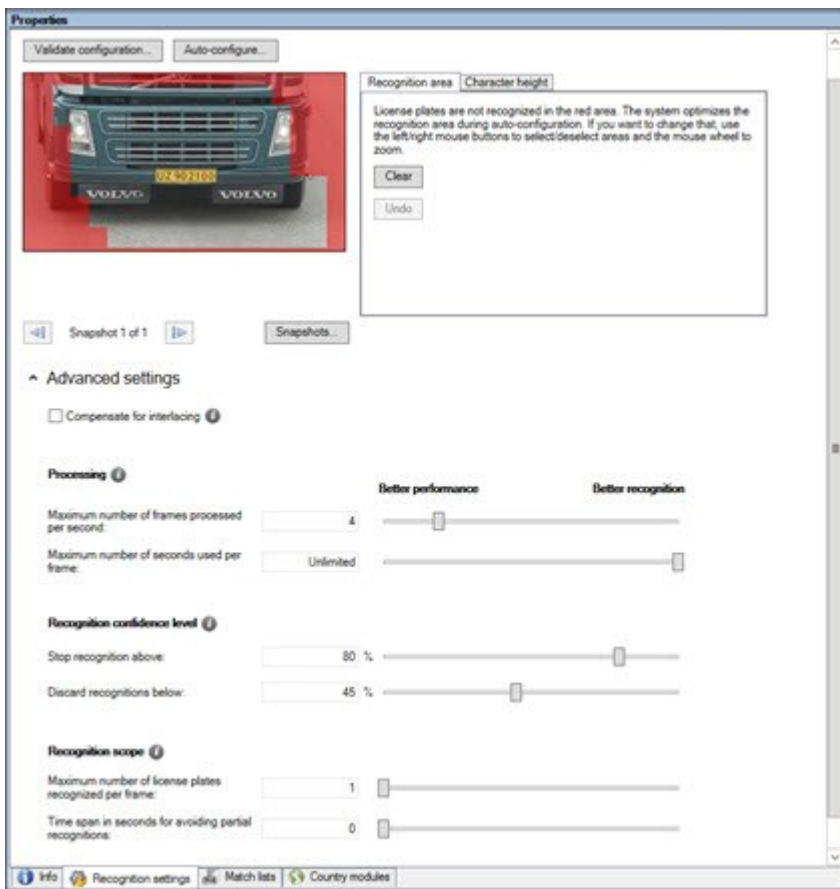 Properties
Validate configuration...
Auto-configure...
UZ 902100
VOLVO
VOLVO
Recognition area
Character height
License plates are not recognized in the red area. The system optimizes the
recognition area during auto-configuration. If you want to change that, use
the left/right mouse buttons to select/deselect areas and the mouse wheel to
zoom.
Clear
Undo
Snapshot 1 of 1
Snapshots...
Advanced settings
Compensate for interlacing
Processing
Better performance
Better recognition
Maximum number of frames processed
per second:
4
Maximum number of seconds used per
frame:
Unlimited
Recognition confidence level
Stop recognition above:
80 %
Discard recognitions below:
45 %
Recognition scope
Maximum number of license plates
recognized per frame:
1
Time span in seconds for avoiding partial
recognitions:
0
Info
Recognition settings
Match lists
Country modules